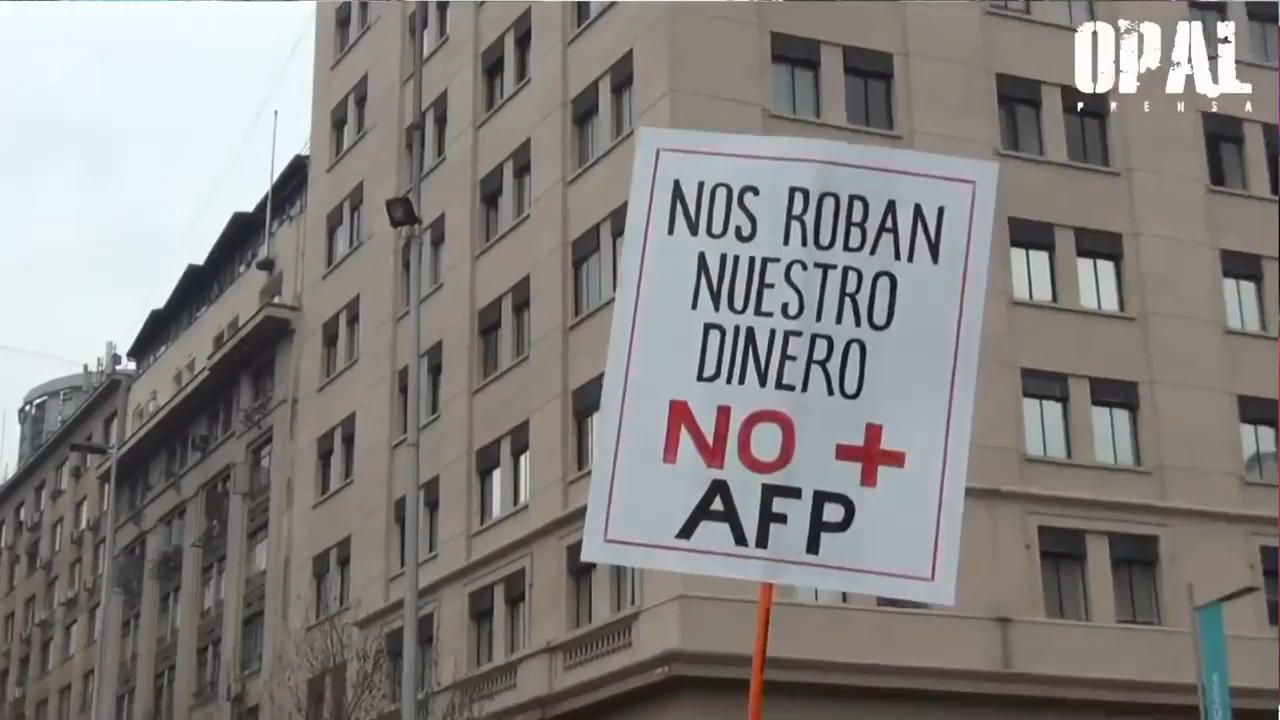 OPAL
PRENSA
NOS ROBAN
NUESTRO
DINERO
NO +
AFP